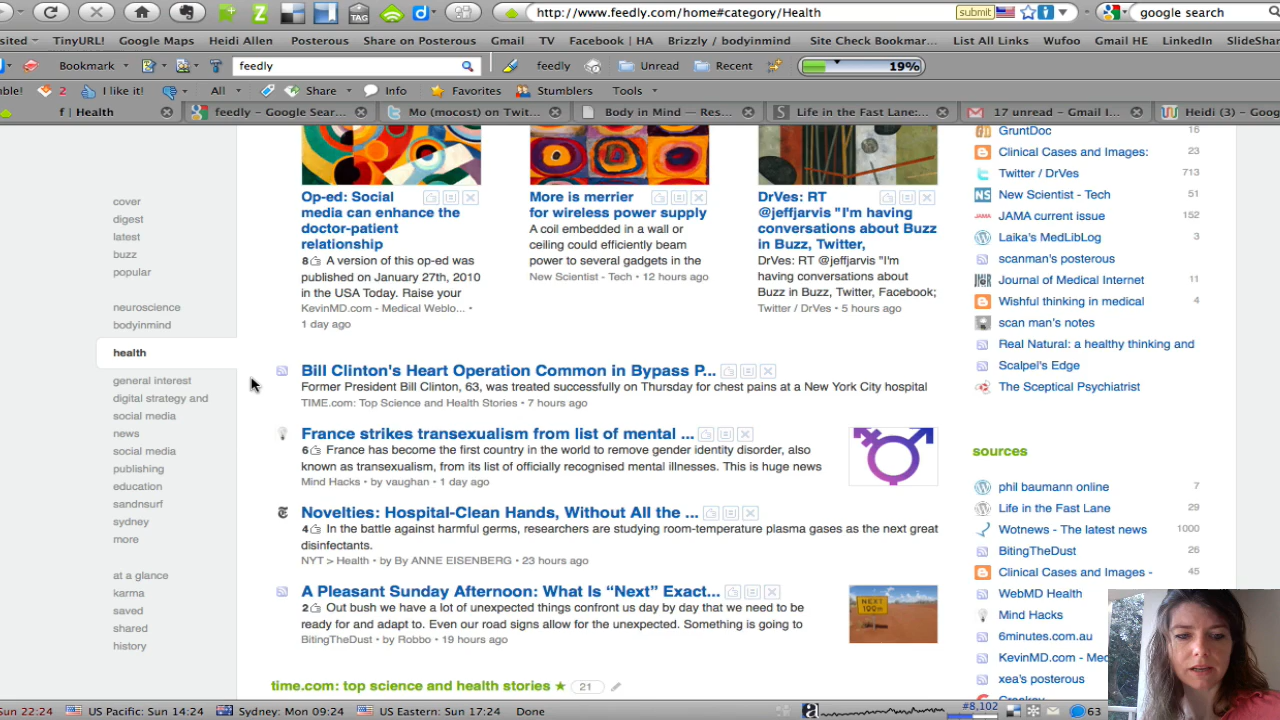 http://www.feedly.com/home#category/Health
submit
google search
sited
TinyURL!
Google Maps
Heidi Allen
Posterous
Share on Posterous
Gmail
TV
Facebook | HA
Brizzly / bodyinmind
Site Check Bookmar...
List All Links
Wufoo
Gmail HE
LinkedIn
SlideShar
Bookmark
feedly
feedly
Unread
Recent
19%
ble!
2
I like it!
All
Share
Info
Favorites
Stumblers
Tools
f | Health
feedly – Google Sear...
Mo (mocost) on Twit...
Body in Mind — Res...
Life in the Fast Lane:...
17 unread – Gmail I...
Heidi (3) – Goog
cover
digest
latest
buzz
popular
neuroscience
bodyinmind
health
general interest
digital strategy and
social media
news
social media
publishing
education
sandnsurf
sydney
more
at a glance
karma
saved
shared
history
Op-ed: Social
media can enhance the
doctor-patient
relationship
8 A version of this op-ed was
published on January 27th, 2010
in the USA Today. Raise your
KevinMD.com - Medical Weblo... •
1 day ago
More is merrier
for wireless power supply
A coil embedded in a wall or
ceiling could efficiently beam
power to several gadgets in the
New Scientist - Tech • 12 hours ago
DrVes: RT
@jeffjarvis "I'm having
conversations about Buzz
in Buzz, Twitter,
DrVes: RT @jeffjarvis "I'm
having conversations about
Buzz in Buzz, Twitter, Facebook;
Twitter / DrVes • 5 hours ago
Bill Clinton's Heart Operation Common in Bypass P...
Former President Bill Clinton, 63, was treated successfully on Thursday for chest pains at a New York City hospital
TIME.com: Top Science and Health Stories • 7 hours ago
France strikes transexualism from list of mental ...
6 France has become the first country in the world to remove gender identity disorder, also
known as transexualism, from its list of officially recognised mental illnesses. This is huge news
Mind Hacks • by vaughan • 1 day ago
Novelties: Hospital-Clean Hands, Without All the ...
4 In the battle against harmful germs, researchers are studying room-temperature plasma gases as the next great
disinfectants.
NYT > Health • by By ANNE EISENBERG • 23 hours ago
A Pleasant Sunday Afternoon: What Is “Next” Exact...
2 Out bush we have a lot of unexpected things confront us day by day that we need to be
ready for and adapt to. Even our road signs allow for the unexpected. Something is going to
BitingTheDust • by Robbo • 19 hours ago
NEXT
199m
time.com: top science and health stories ★ 21
GruntDoc 16
Clinical Cases and Images: 23
Twitter / DrVes 713
New Scientist - Tech 51
JAMA current issue 152
Laika's MedLibLog 3
scanman's posterous
Journal of Medical Internet 11
Wishful thinking in medical 4
scan man's notes
Real Natural: a healthy thinking and
Scalpel's Edge
The Sceptical Psychiatrist
sources
phil baumann online 7
Life in the Fast Lane 29
Wotnews - The latest news 1000
BitingTheDust 26
Clinical Cases and Images - 45
WebMD Health
Mind Hacks
6minutes.com.au
KevinMD.com - Med
xea's posterous
Croakey
Sun 22:24
US Pacific: Sun 14:24
Sydney: Mon 09:24
US Eastern: Sun 17:24
Done
#8,102
63